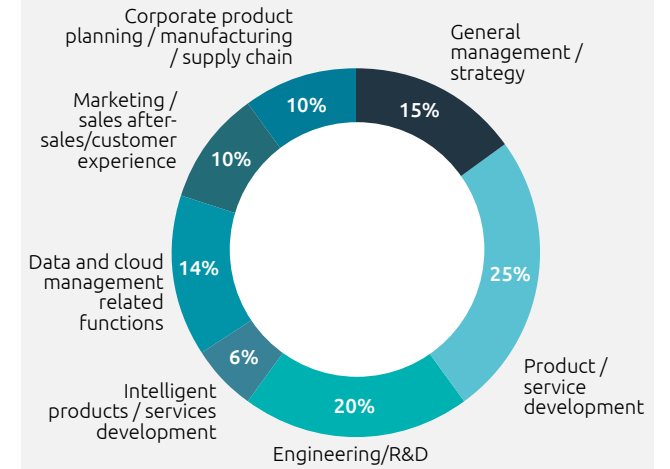 Corporate product
planning / manufacturing
/ supply chain
10%
General
management /
strategy
15%
Marketing /
sales after-
sales/customer
experience
10%
Data and cloud
management
related
functions
14%
25%
Product /
service
development
Intelligent
products / services
development
6%
20%
Engineering/R&D